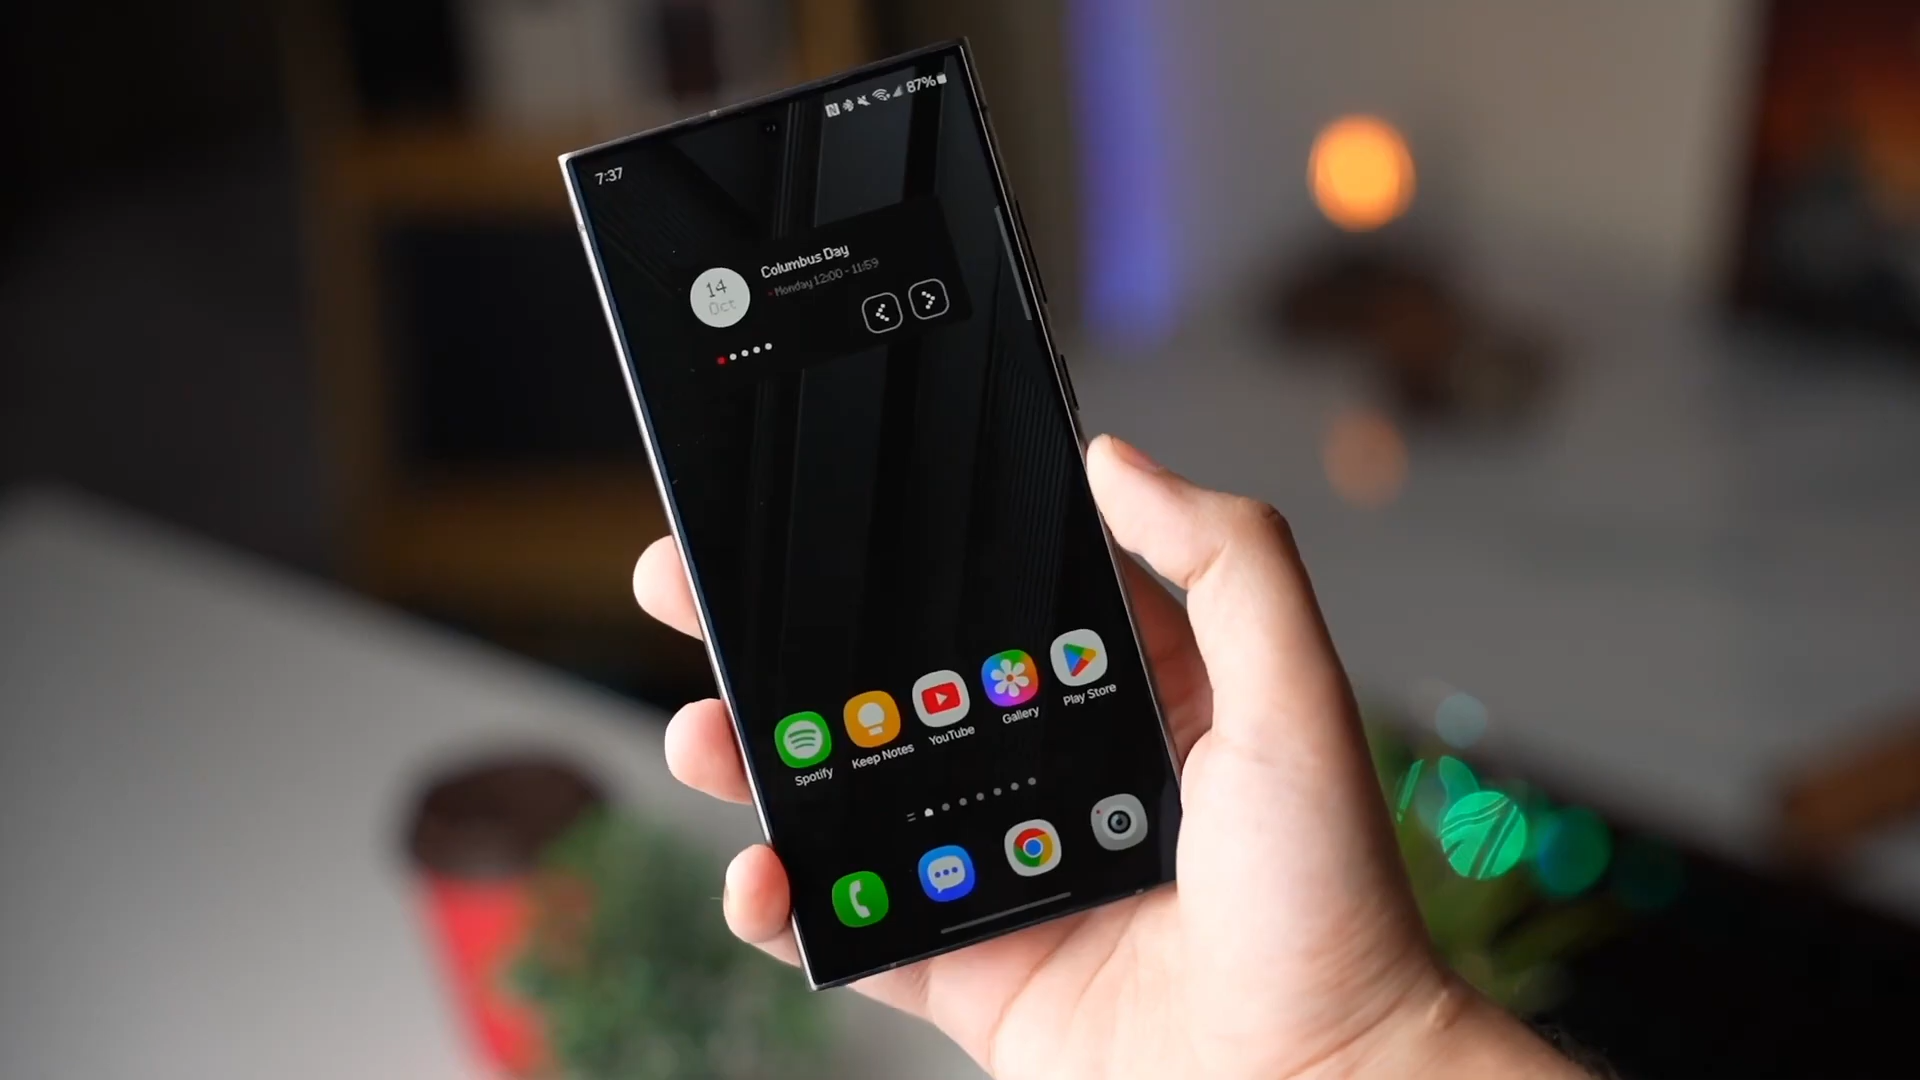 7:37
87%
14
Oct
Columbus Day
Monday 12:00 - 11:59
Spotify
Keep Notes
YouTube
Gallery
Play Store